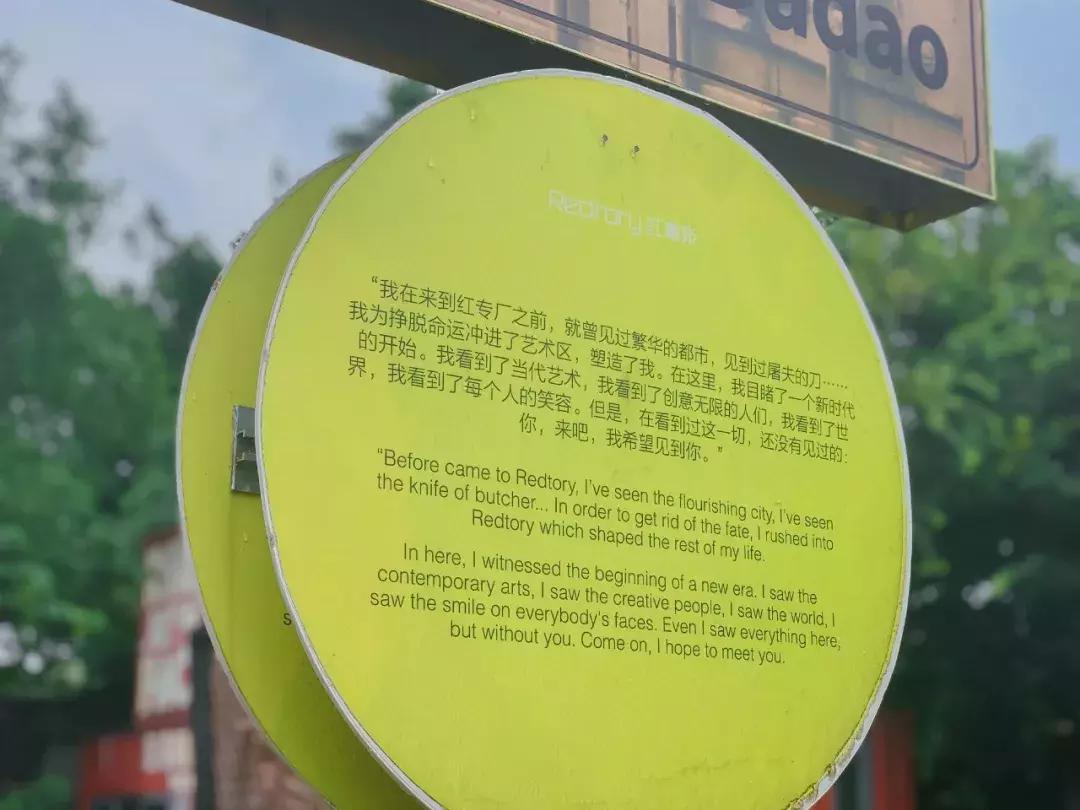 adao
Redtory 红專厰
“我在来到红专厂之前，就曾见过繁华的都市，见到过屠夫的刀……
我为挣脱命运冲进了艺术区，塑造了我。在这里，我目睹了一个新时代
的开始。我看到了当代艺术，我看到了创意无限的人们，我看到了世
界，我看到了每个人的笑容。但是，在看到过这一切，还没有见过的：
你，来吧，我希望见到你。”
“Before came to Redtory, I've seen the flourishing city, I've seen
the knife of butcher... In order to get rid of the fate, I rushed into
Redtory which shaped the rest of my life.
In here, I witnessed the beginning of a new era. I saw the
contemporary arts, I saw the creative people, I saw the world, I
saw the smile on everybody's faces. Even I saw everything here,
but without you. Come on, I hope to meet you.
s